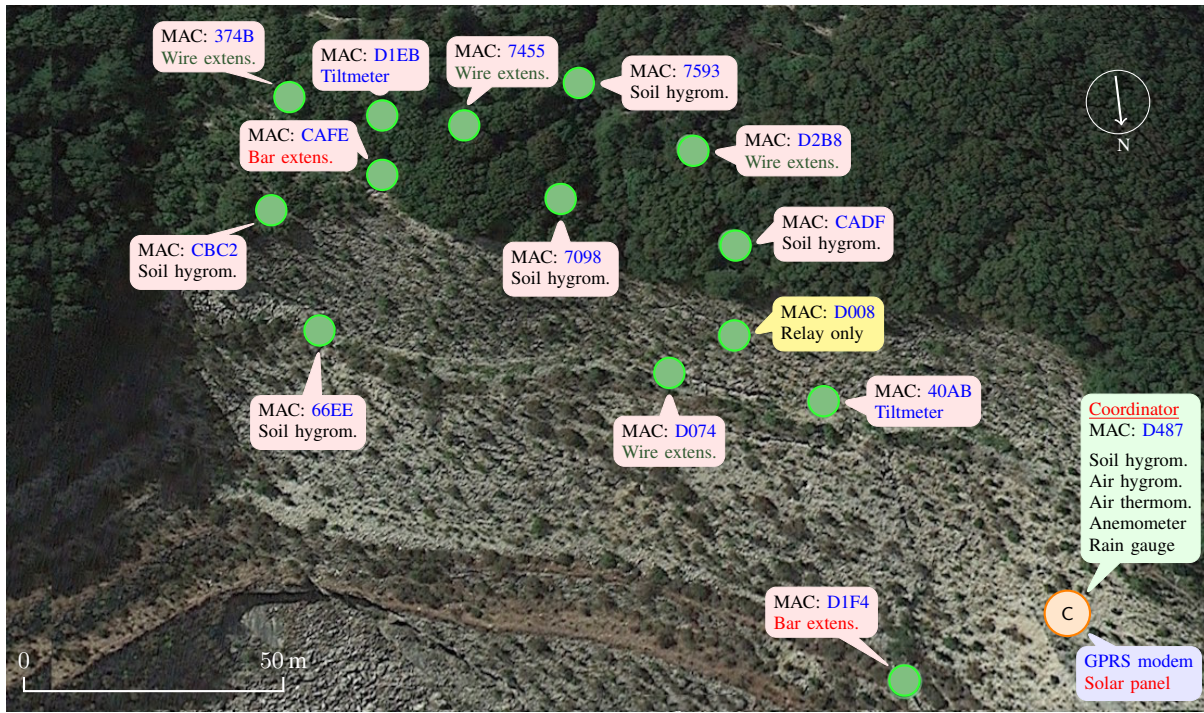 MAC: 374B
Wire extens.
MAC: D1EB
Tiltmeter
MAC: 7455
Wire extens.
MAC: 7593
Soil hygrom.
MAC: CAFE
Bar extens.
MAC: D2B8
Wire extens.
N
MAC: CBC2
Soil hygrom.
MAC: 7098
Soil hygrom.
MAC: CADF
Soil hygrom.
MAC: D008
Relay only
MAC: 66EE
Soil hygrom.
MAC: D074
Wire extens.
MAC: 40AB
Tiltmeter
Coordinator
MAC: D487
Soil hygrom.
Air hygrom.
Air thermom.
Anemometer
Rain gauge
MAC: D1F4
Bar extens.
C
GPRS modem
Solar panel
0 50 m